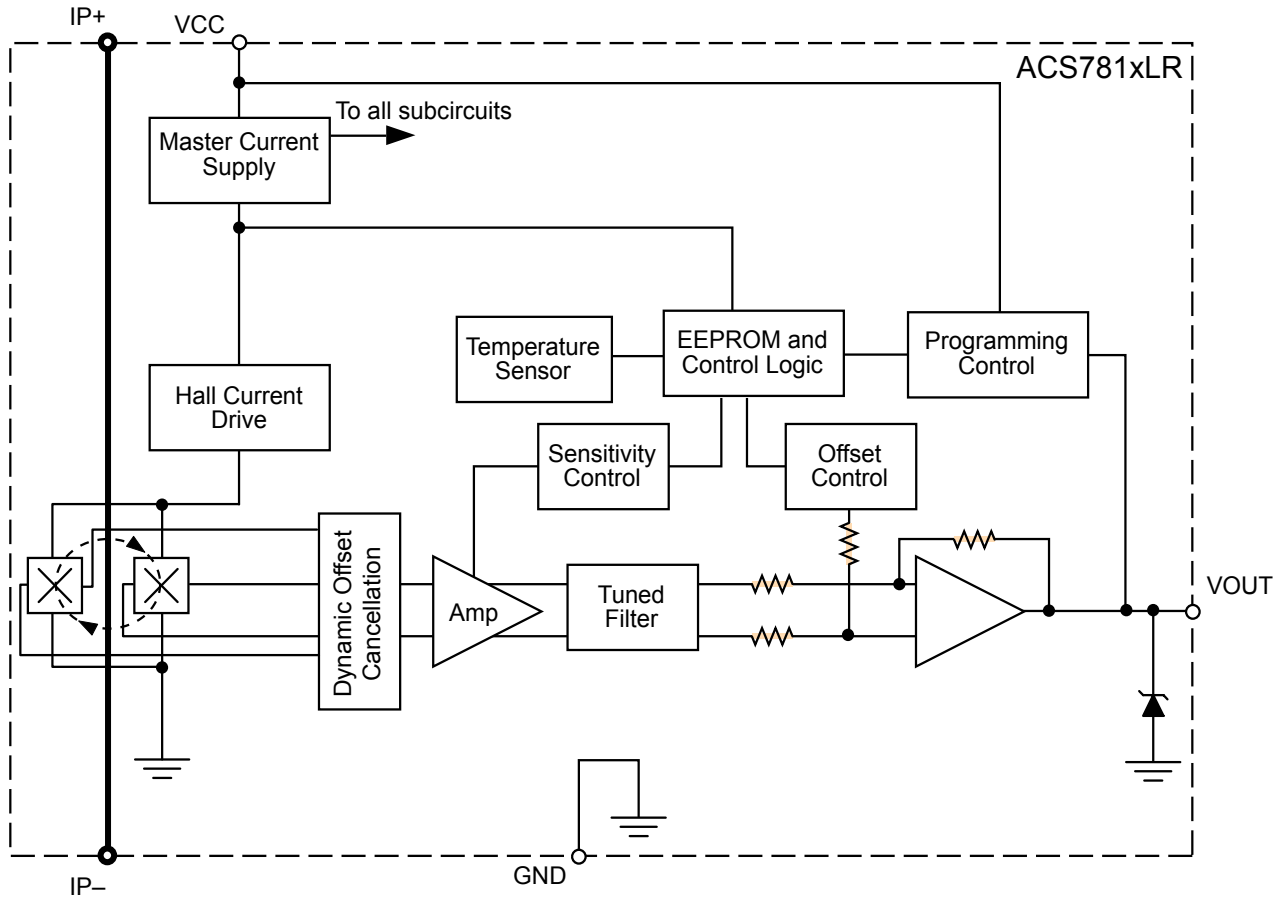 IP+
VCC
ACS781xLR
To all subcircuits
Master Current
Supply
Temperature
Sensor
EEPROM and
Control Logic
Programming
Control
Hall Current
Drive
Sensitivity
Control
Offset
Control
Dynamic Offset
Cancellation
Amp
Tuned
Filter
VOUT
GND
IP–